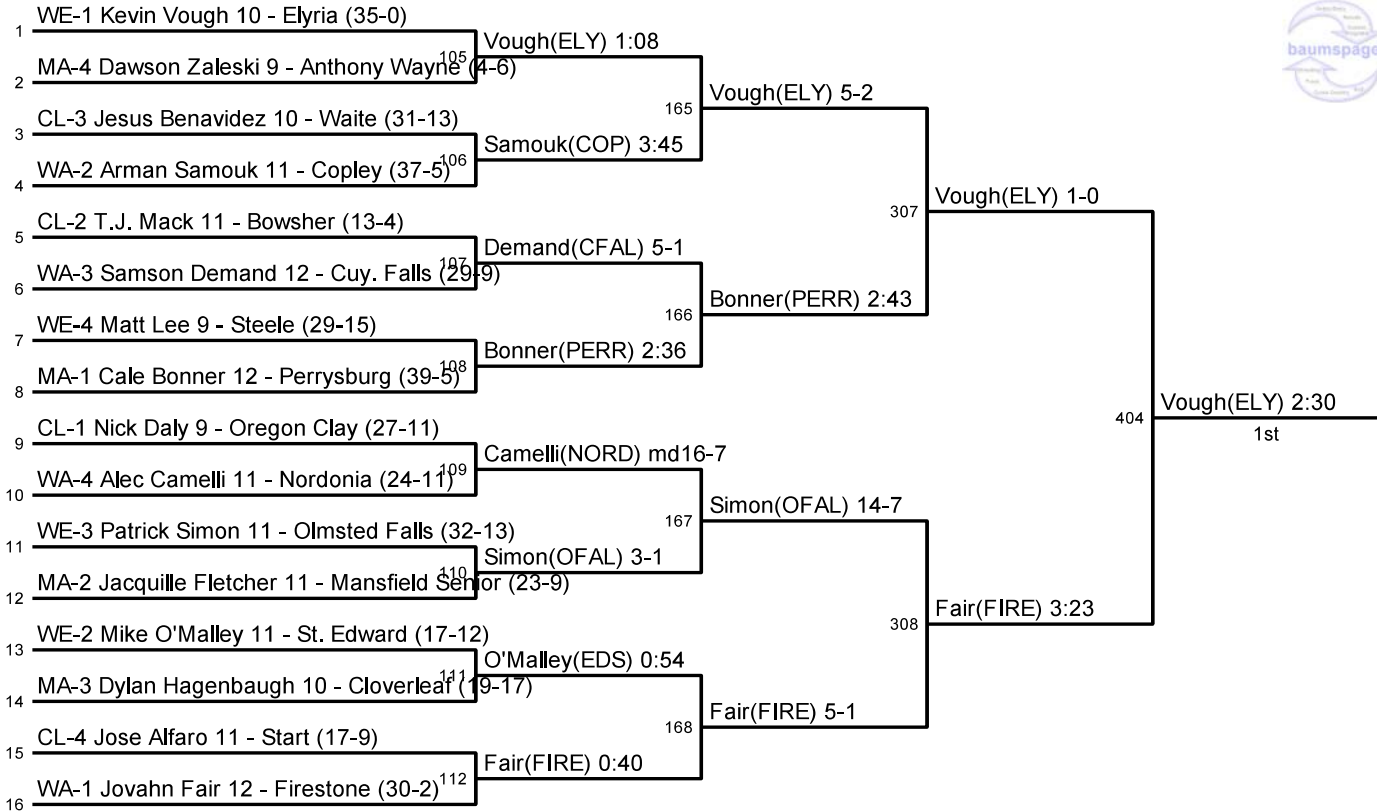 WE-1 Kevin Vough 10 - Elyria (35-0)
1
Vough(ELY) 1:08
105
MA-4 Dawson Zaleski 9 - Anthony Wayne (4-6)
2
Vough(ELY) 5-2
165
CL-3 Jesus Benavidez 10 - Waite (31-13)
3
Samouk(COP) 3:45
106
WA-2 Arman Samouk 11 - Copley (37-5)
4
Vough(ELY) 1-0
307
CL-2 T.J. Mack 11 - Bowsher (13-4)
5
Demand(CFAL) 5-1
107
WA-3 Samson Demand 12 - Cuy. Falls (29-9)
6
Bonner(PERR) 2:43
166
WE-4 Matt Lee 9 - Steele (29-15)
7
Bonner(PERR) 2:36
108
MA-1 Cale Bonner 12 - Perrysburg (39-5)
8
Vough(ELY) 2:30
404
1st
CL-1 Nick Daly 9 - Oregon Clay (27-11)
9
Camelli(NORD) md16-7
109
WA-4 Alec Camelli 11 - Nordonia (24-11)
10
Simon(OFAL) 14-7
167
WE-3 Patrick Simon 11 - Olmsted Falls (32-13)
11
Simon(OFAL) 3-1
110
MA-2 Jacquille Fletcher 11 - Mansfield Senior (23-9)
12
Fair(FIRE) 3:23
308
WE-2 Mike O'Malley 11 - St. Edward (17-12)
13
O'Malley(EDS) 0:54
111
MA-3 Dylan Hagenbaugh 10 - Cloverleaf (19-17)
14
Fair(FIRE) 5-1
168
CL-4 Jose Alfaro 11 - Start (17-9)
15
Fair(FIRE) 0:40
112
WA-1 Jovahn Fair 12 - Firestone (30-2)
16
baumspage